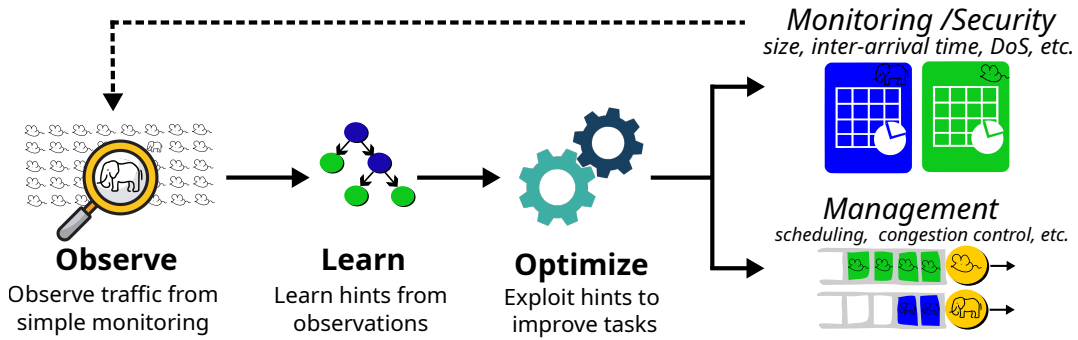 Monitoring /Security
size, inter-arrival time, DoS, etc.
Observe
Observe traffic from
simple monitoring
Learn
Learn hints from
observations
Optimize
Exploit hints to
improve tasks
Management
scheduling, congestion control, etc.